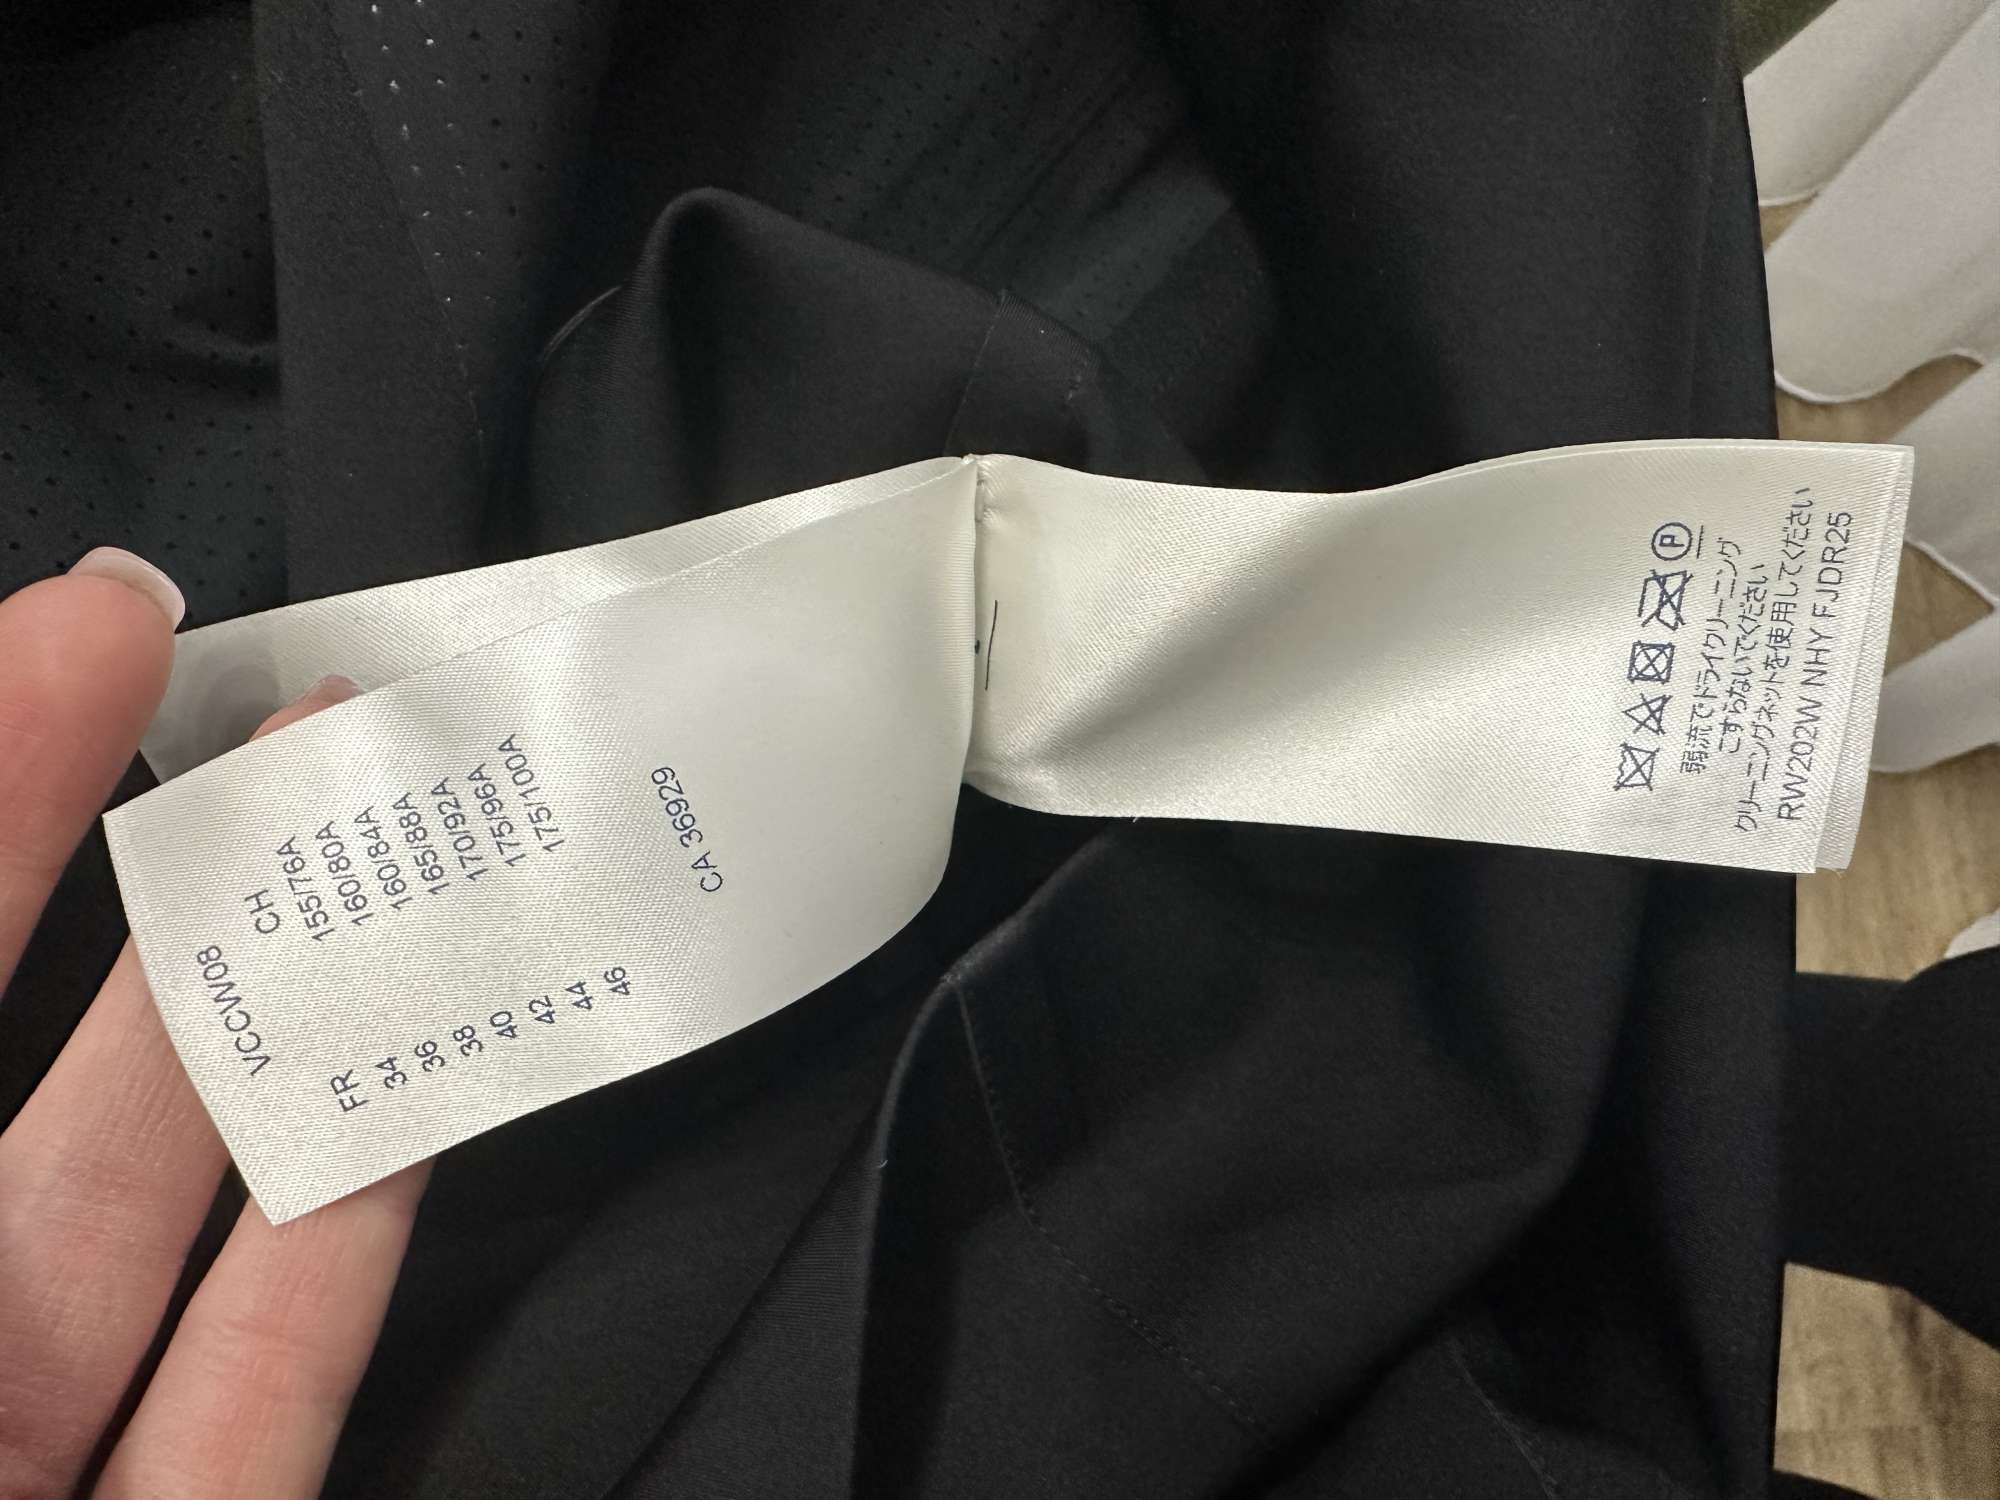 VCCW08
FR CH
34 155/76A
36 160/80A
38 160/84A
40 165/88A
42 170/92A
44 175/96A
46 175/100A
CA 36929
P
弱流でドライクリーニング
こすらないでください
クリーニングネットを使用してください
RW202W NHY FJDR25